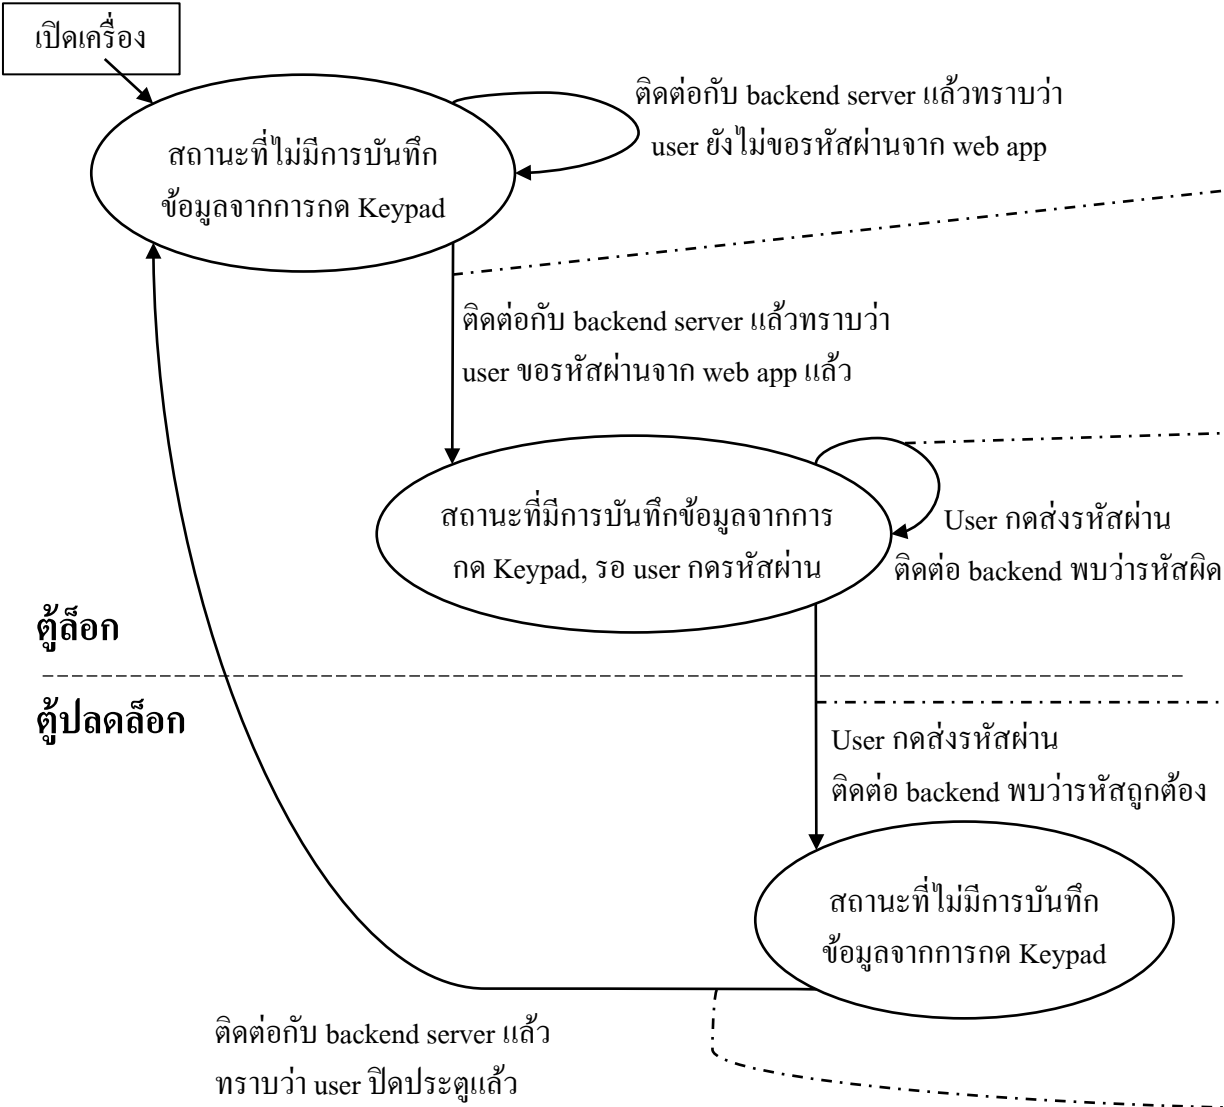 เปิดเครื่อง
ติดต่อกับ backend server แล้วทราบว่า
user ยังไม่ขอรหัสผ่านจาก web app
สถานะที่ไม่มีการบันทึก
ข้อมูลจากการกด Keypad
ติดต่อกับ backend server แล้วทราบว่า
user ขอรหัสผ่านจาก web app แล้ว
สถานะที่มีการบันทึกข้อมูลจากการ
กด Keypad, รอ user กดรหัสผ่าน
User กดส่งรหัสผ่าน
ติดต่อ backend พบว่ารหัสผิด
ตู้ล็อก
ตู้ปลดล็อก
User กดส่งรหัสผ่าน
ติดต่อ backend พบว่ารหัสถูกต้อง
สถานะที่ไม่มีการบันทึก
ข้อมูลจากการกด Keypad
ติดต่อกับ backend server แล้ว
ทราบว่า user ปิดประตูแล้ว